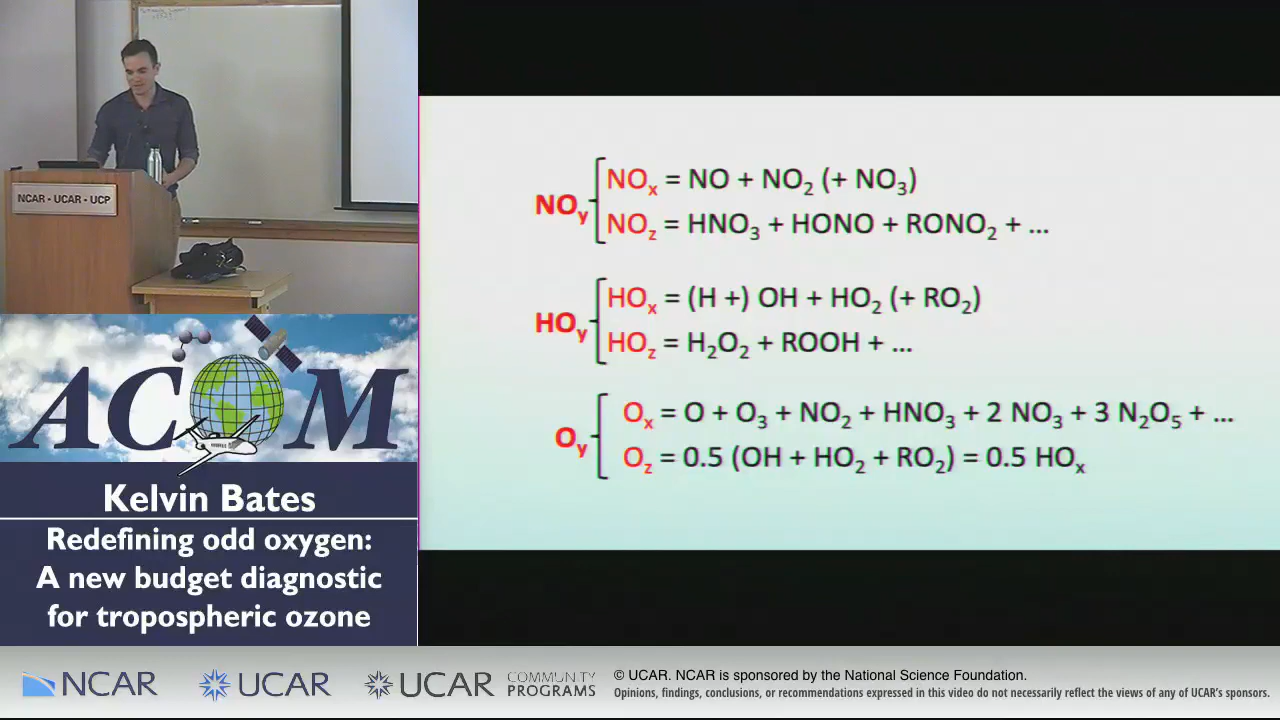 NCAR • UCAR • UCP
NOy
NOx = NO + NO2 (+ NO3)
NOz = HNO3 + HONO + RONO2 + ...
HOy
HOx = (H +) OH + HO2 (+ RO2)
HOz = H2O2 + ROOH + ...
Oy
Ox = O + O3 + NO2 + HNO3 + 2 NO3 + 3 N2O5 + ...
Oz = 0.5 (OH + HO2 + RO2) = 0.5 HOx
ACOM
Kelvin Bates
Redefining odd oxygen:
A new budget diagnostic
for tropospheric ozone
NCAR
UCAR
UCAR
COMMUNITY
PROGRAMS
© UCAR. NCAR is sponsored by the National Science Foundation.
Opinions, findings, conclusions, or recommendations expressed in this video do not necessarily reflect the views of any of UCAR's sponsors.